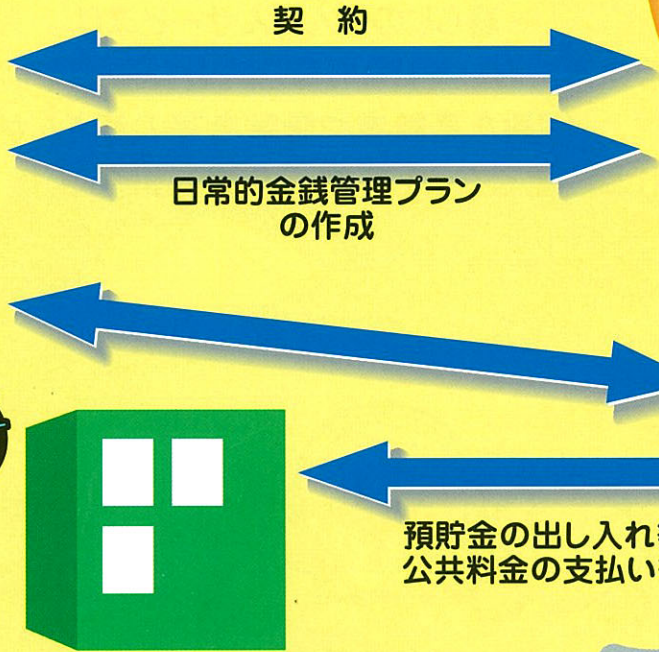 契 約
日常的金銭管理プラン
の作成
預貯金の出し入れ
公共料金の支払い